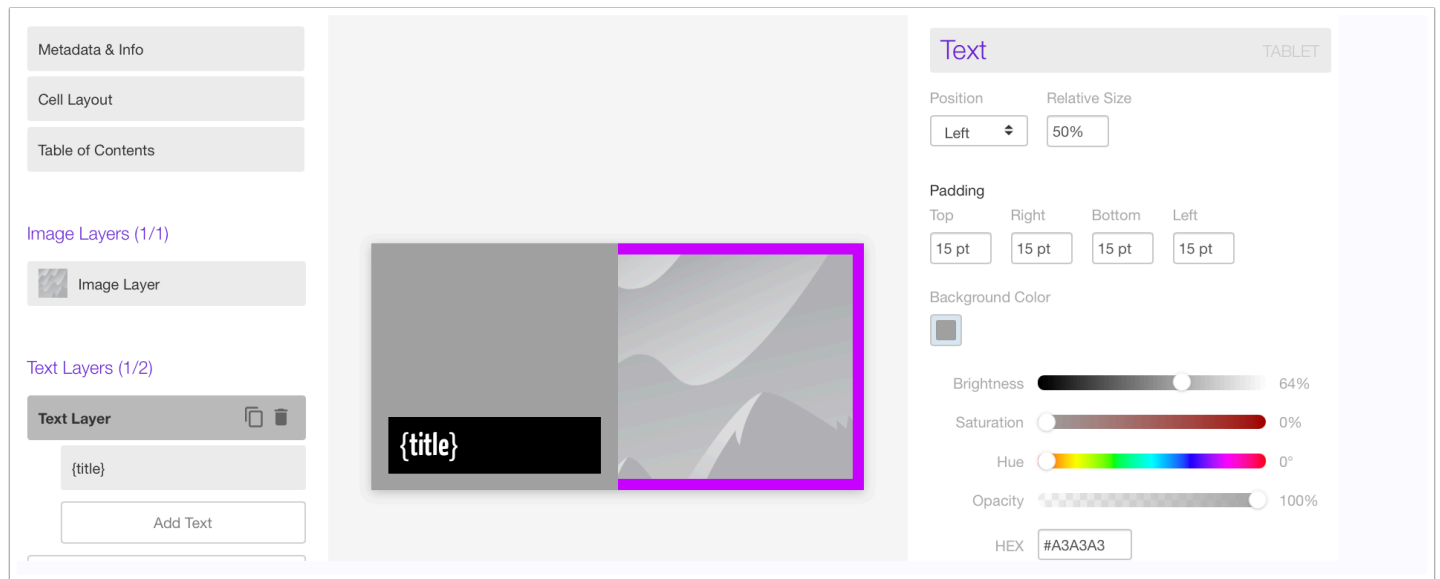 Metadata & Info
Cell Layout
Table of Contents
Image Layers (1/1)
Image Layer
Text Layers (1/2)
Text Layer
{title}
Add Text
{title}
Text TABLET
Position Relative Size
Left 50%
Padding
Top Right Bottom Left
15 pt 15 pt 15 pt 15 pt
Background Color
Brightness 64%
Saturation 0%
Hue 0°
Opacity 100%
HEX #A3A3A3